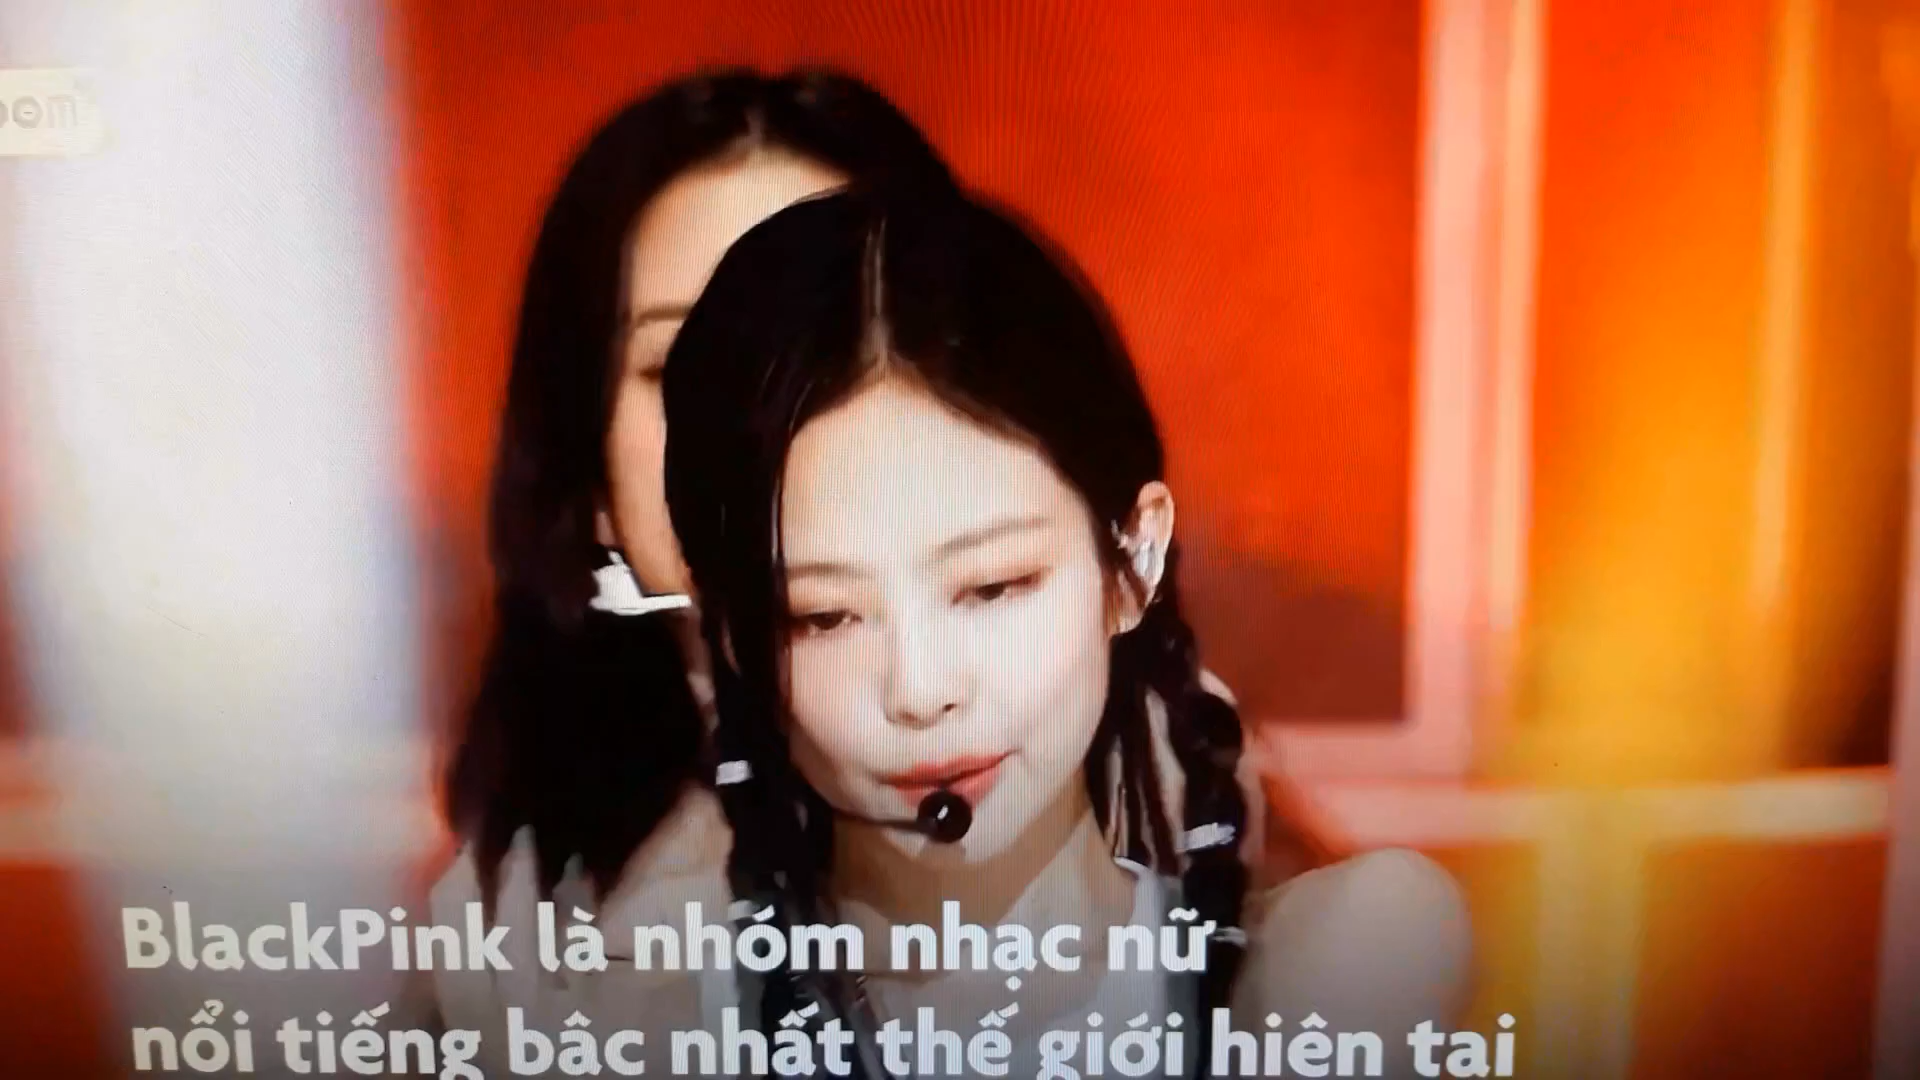 BlackPink là nhóm nhạc nữ
nổi tiếng bậc nhất thế giới hiện tại